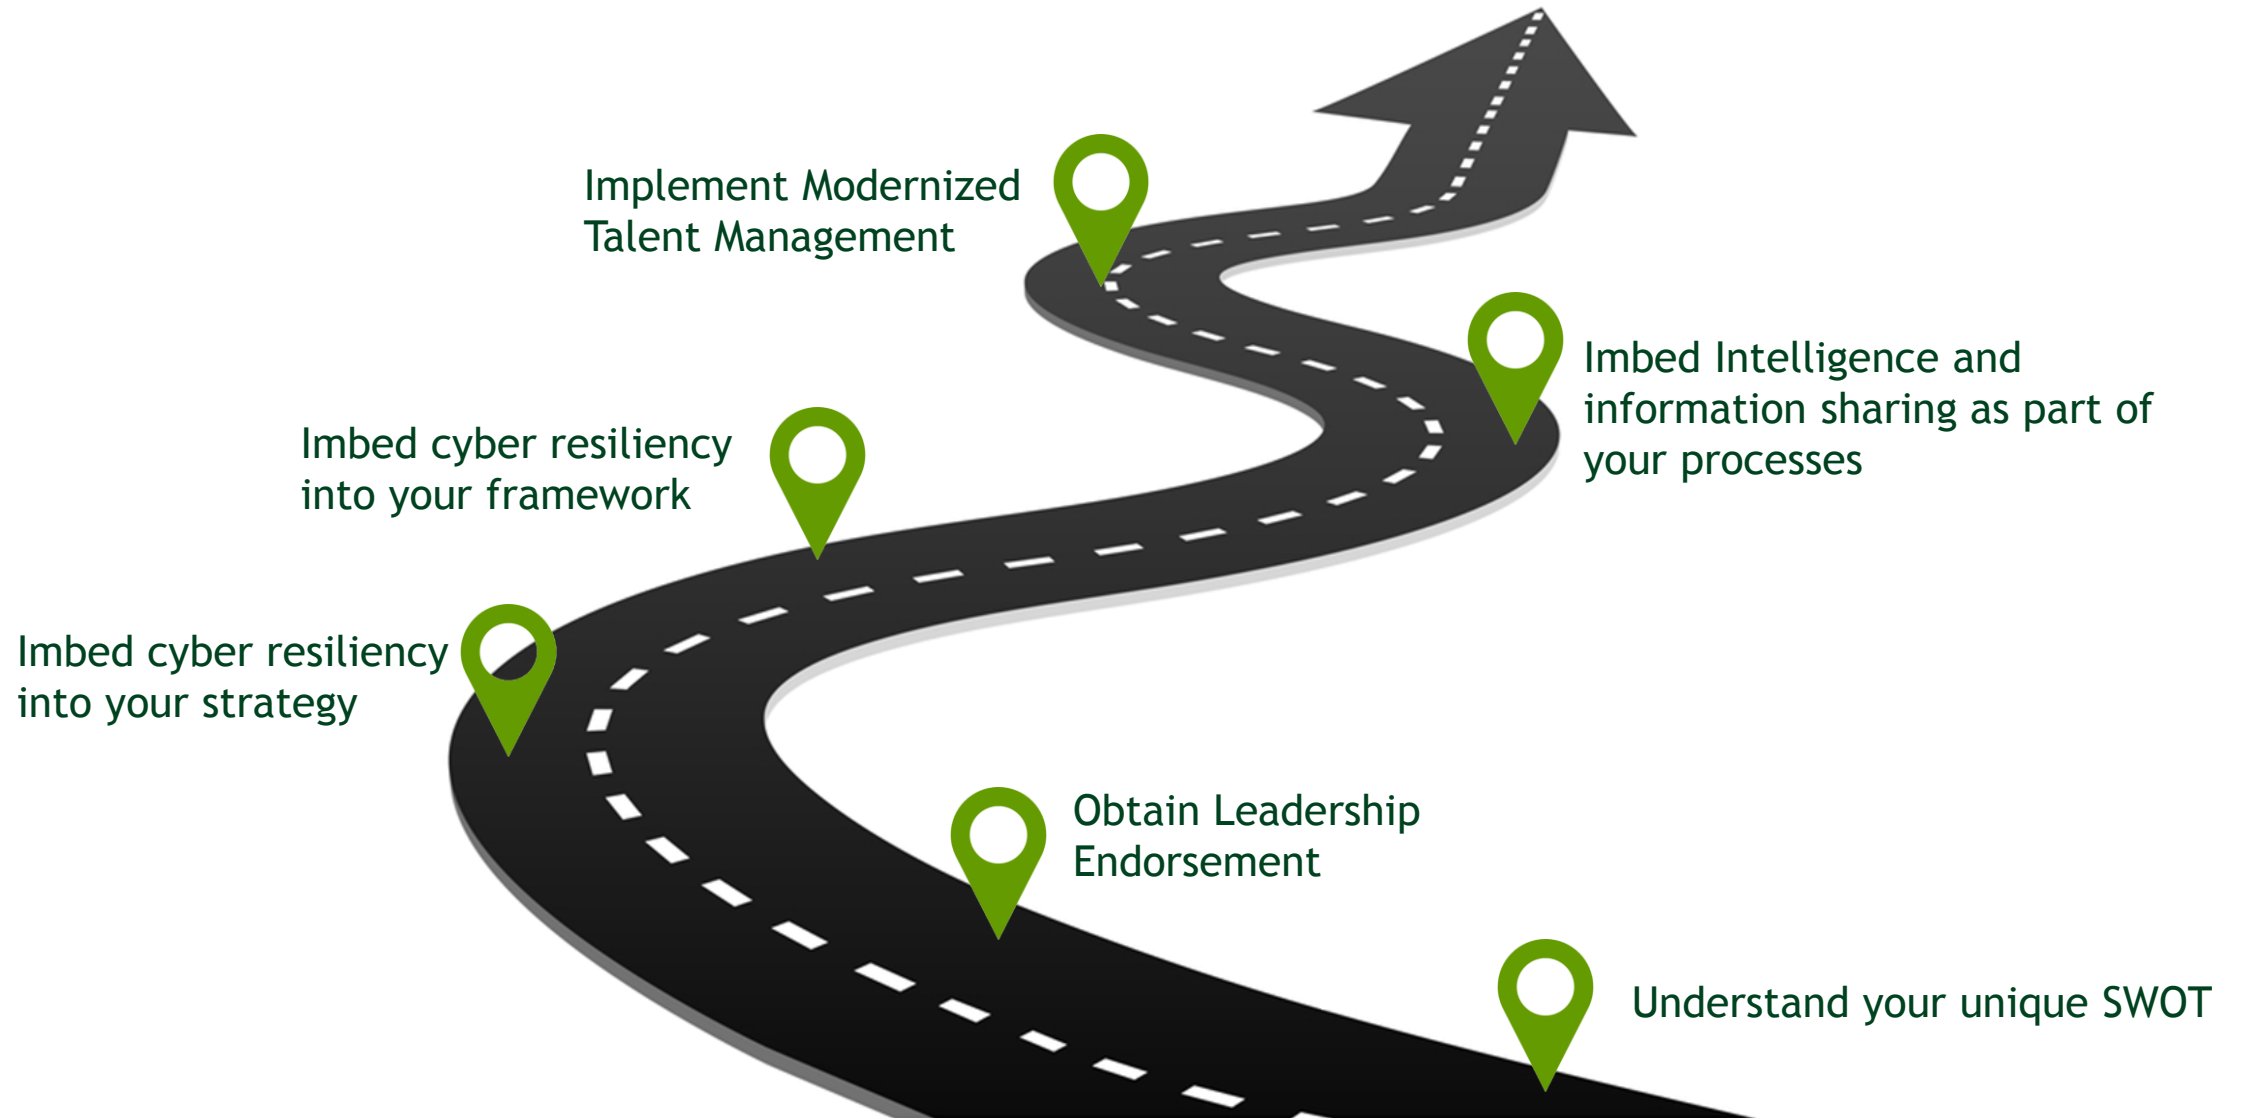 Implement Modernized
Talent Management
Imbed Intelligence and
information sharing as part of
your processes
Imbed cyber resiliency
into your framework
Imbed cyber resiliency
into your strategy
Obtain Leadership
Endorsement
Understand your unique SWOT